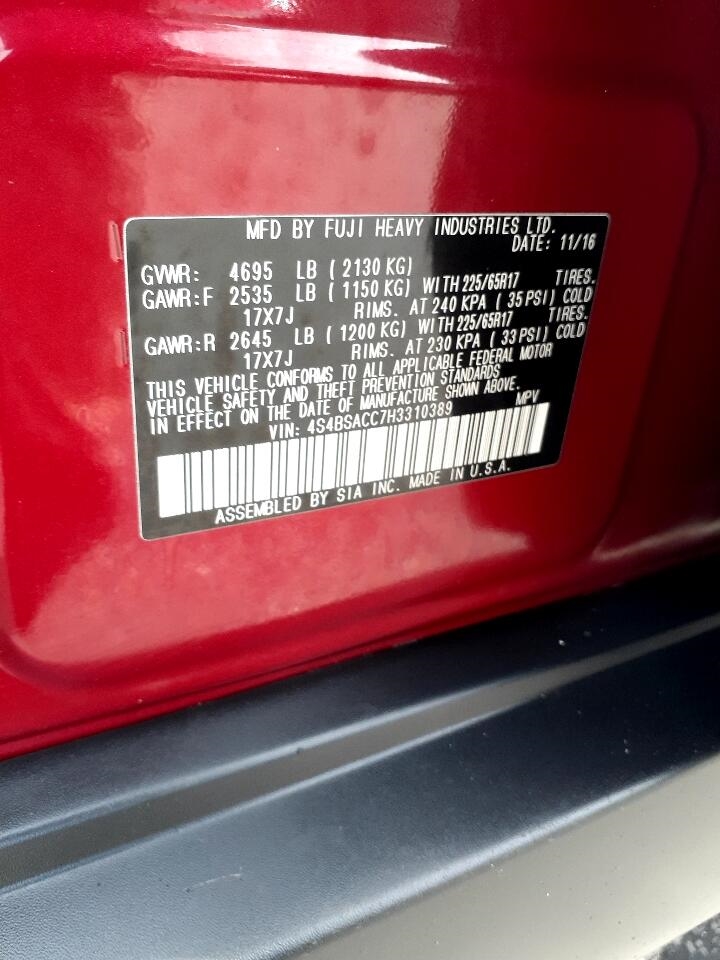 MFD BY FUJI HEAVY INDUSTRIES LTD.
DATE: 11/16
GVWR: 4695 LB ( 2130 KG)
GAWR:F 2535 LB ( 1150 KG) WITH 225/65R17 TIRES.
17X7J RIMS. AT 240 KPA ( 35 PSI) COLD
GAWR:R 2645 LB ( 1200 KG) WITH 225/65R17 TIRES.
17X7J RIMS. AT 230 KPA ( 33 PSI) COLD
THIS VEHICLE CONFORMS TO ALL APPLICABLE FEDERAL MOTOR
VEHICLE SAFETY AND THEFT PREVENTION STANDARDS
IN EFFECT ON THE DATE OF MANUFACTURE SHOWN ABOVE.
VIN: 4S4BSACC7H3310389 MPV
ASSEMBLED BY SIA INC. MADE IN U.S.A.